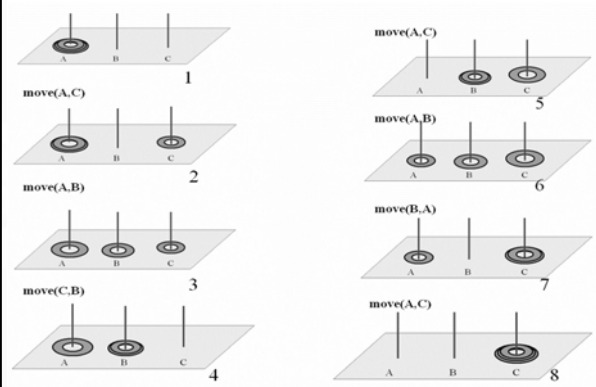 A B C
1
move(A,C)
A B C
2
move(A,B)
A B C
3
move(C,B)
A B C
4
move(A,C)
A B C
5
move(A,B)
A B C
6
move(B,A)
A B C
7
move(A,C)
A B C
8